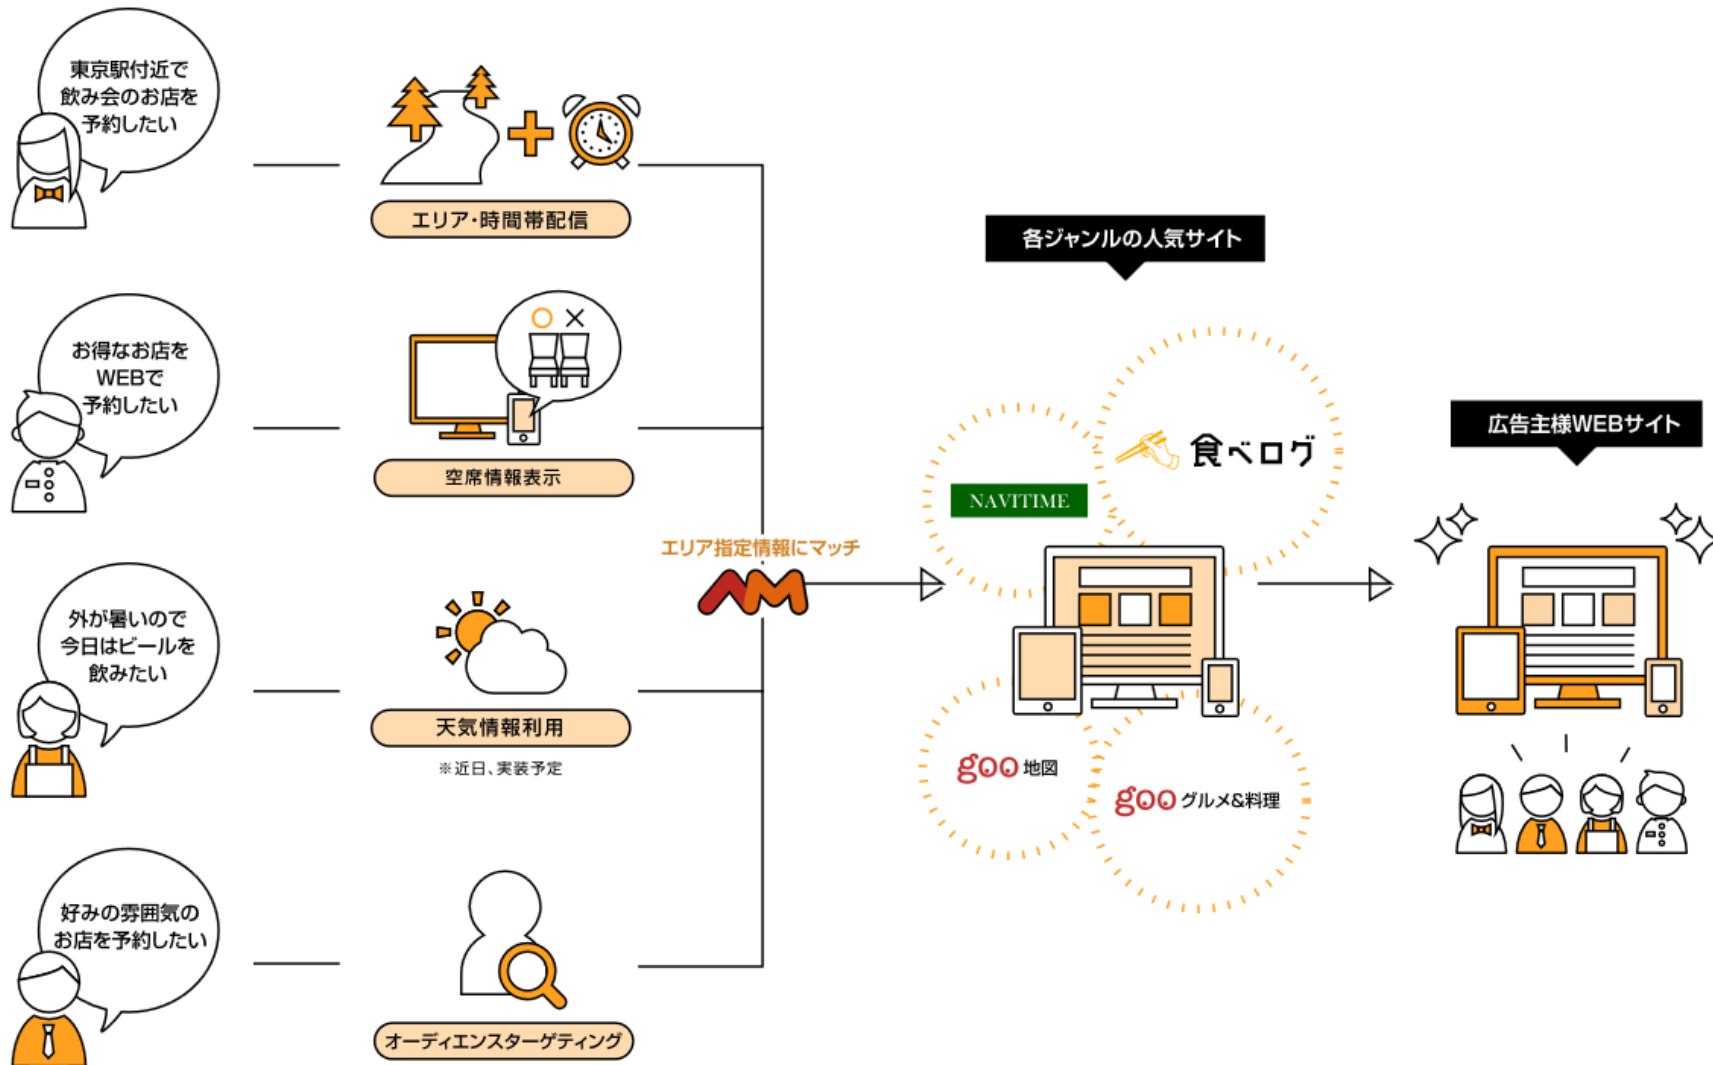 東京駅付近で
飲み会のお店を
予約したい
エリア・時間帯配信
お得なお店を
WEBで
予約したい
空席情報表示
外が暑いので
今日はビールを
飲みたい
天気情報利用
※近日、実装予定
好みの雰囲気の
お店を予約したい
オーディエンスターゲティング
エリア指定情報にマッチ
各ジャンルの人気サイト
食べログ
NAVITIME
goo 地図
goo グルメ&料理
広告主様WEBサイト